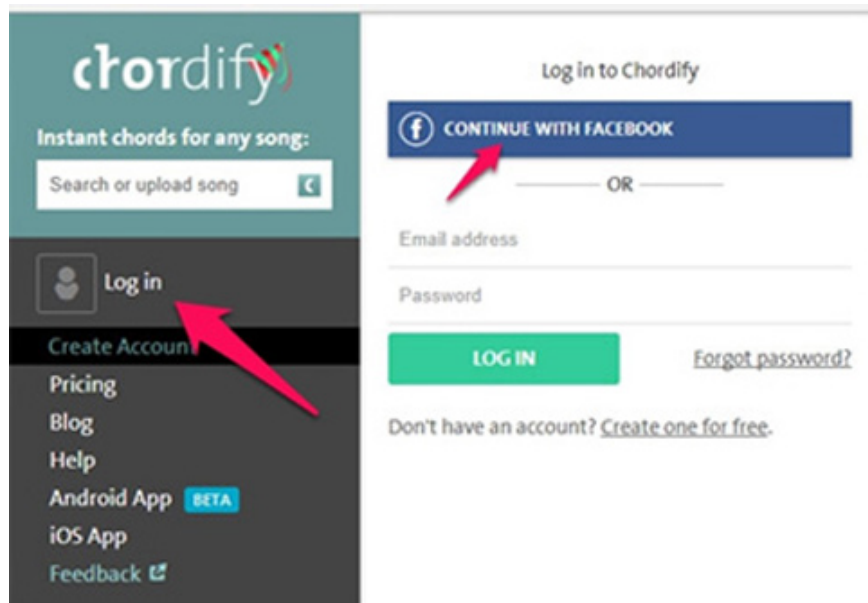 chordify
Instant chords for any song:
Search or upload song
Log in
Create Account
Pricing
Blog
Help
Android App BETA
iOS App
Feedback
Log in to Chordify
f CONTINUE WITH FACEBOOK
OR
Email address
Password
LOG IN Forgot password?
Don't have an account? Create one for free.